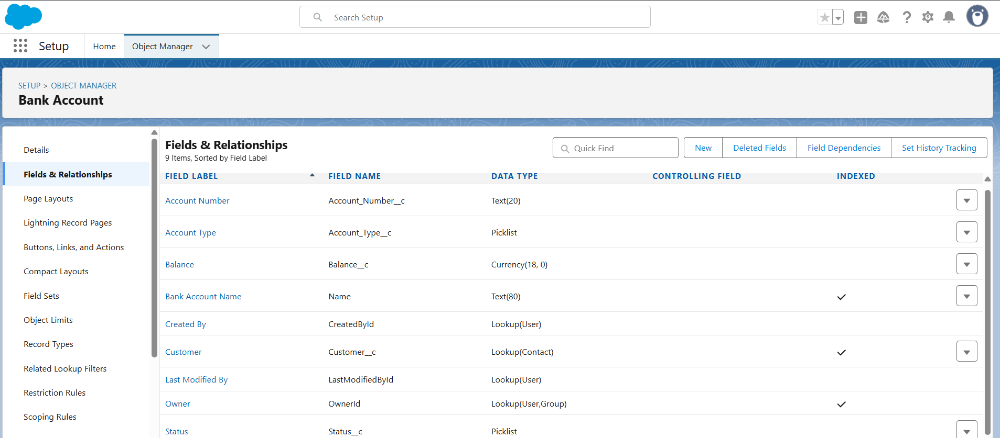 Search Setup
Setup
Home
Object Manager
SETUP > OBJECT MANAGER
Bank Account
Details
Fields & Relationships
Page Layouts
Lightning Record Pages
Buttons, Links, and Actions
Compact Layouts
Field Sets
Object Limits
Record Types
Related Lookup Filters
Restriction Rules
Scoping Rules
Fields & Relationships
9 Items, Sorted by Field Label
Quick Find
New
Deleted Fields
Field Dependencies
Set History Tracking
FIELD LABEL FIELD NAME DATA TYPE CONTROLLING FIELD INDEXED
Account Number Account_Number__c Text(20)
Account Type Account_Type__c Picklist
Balance Balance__c Currency(18, 0)
Bank Account Name Name Text(80)
Created By CreatedById Lookup(User)
Customer Customer__c Lookup(Contact)
Last Modified By LastModifiedById Lookup(User)
Owner OwnerId Lookup(User,Group)
Status Status__c Picklist